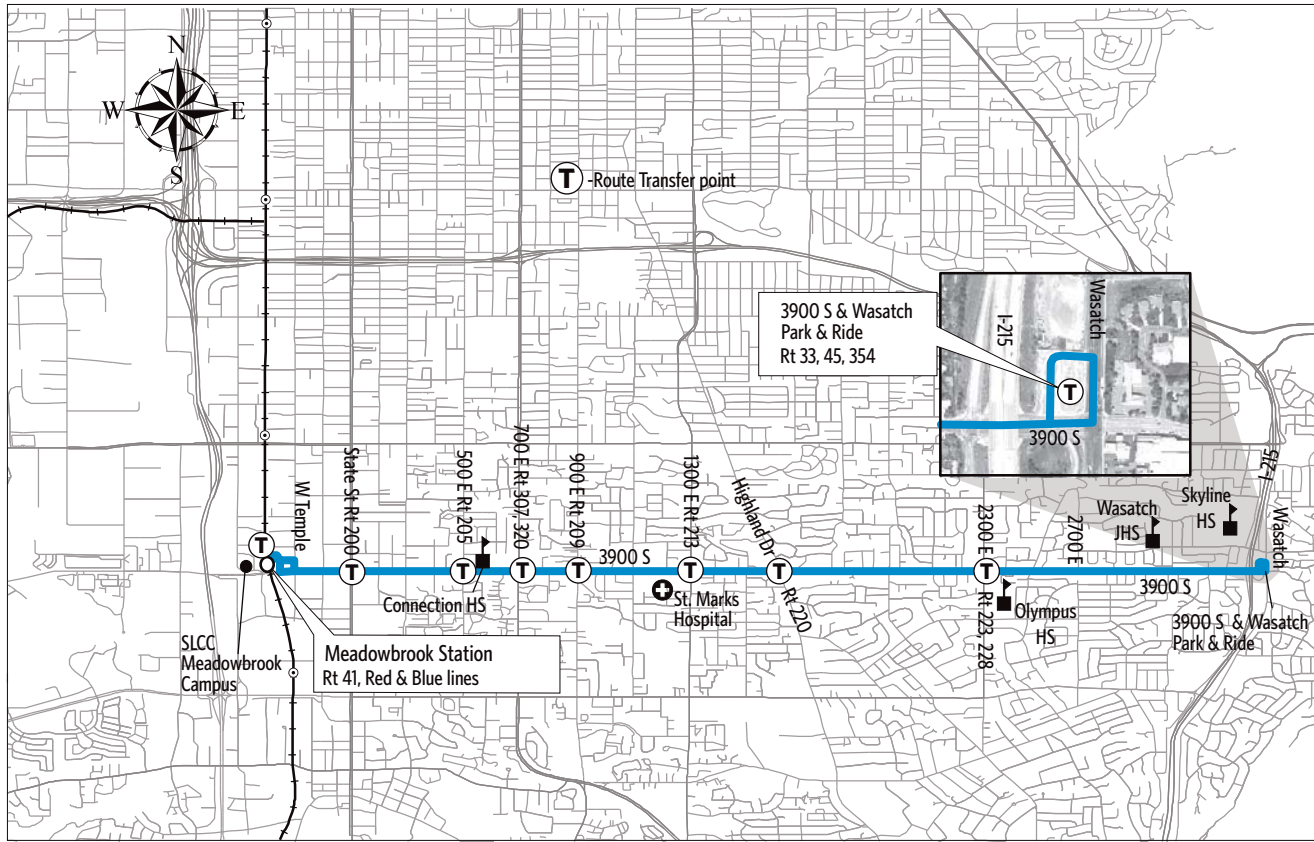 N
W
E
S
T
-Route Transfer point
3900 S & Wasatch
Park & Ride
Rt 33, 45, 354
I-215
Wasatch
T
3900 S
I-215
Wasatch
Skyline
HS
Wasatch
JHS
T
W Temple
State St Rt 200
T
500 E Rt 205
T
700 E Rt 307, 320
T
900 E Rt 209
T
3900 S
1300 E Rt 213
T
Highland Dr
T
Rt 220
2300 E
T
Rt 223, 228
2700 E
3900 S
Connection HS
St. Marks
Hospital
Olympus
HS
3900 S & Wasatch
Park & Ride
SLCC
Meadowbrook
Campus
Meadowbrook Station
Rt 41, Red & Blue lines